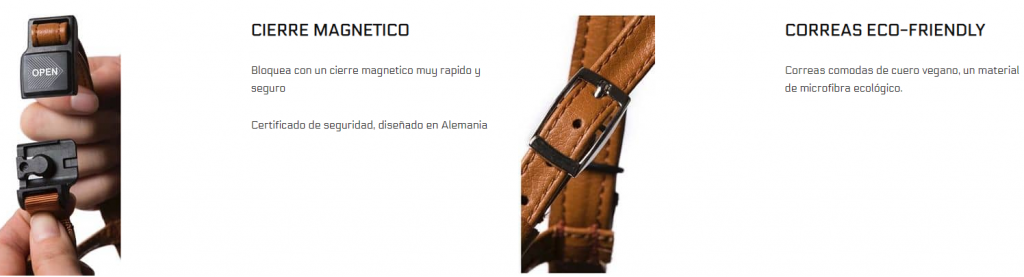 OPEN
CIERRE MAGNETICO
Bloquea con un cierre magnetico muy rapido y
seguro
Certificado de seguridad, diseñado en Alemania
CORREAS ECO-FRIENDLY
Correas comodas de cuero vegano, un material
de microfibra ecológico.